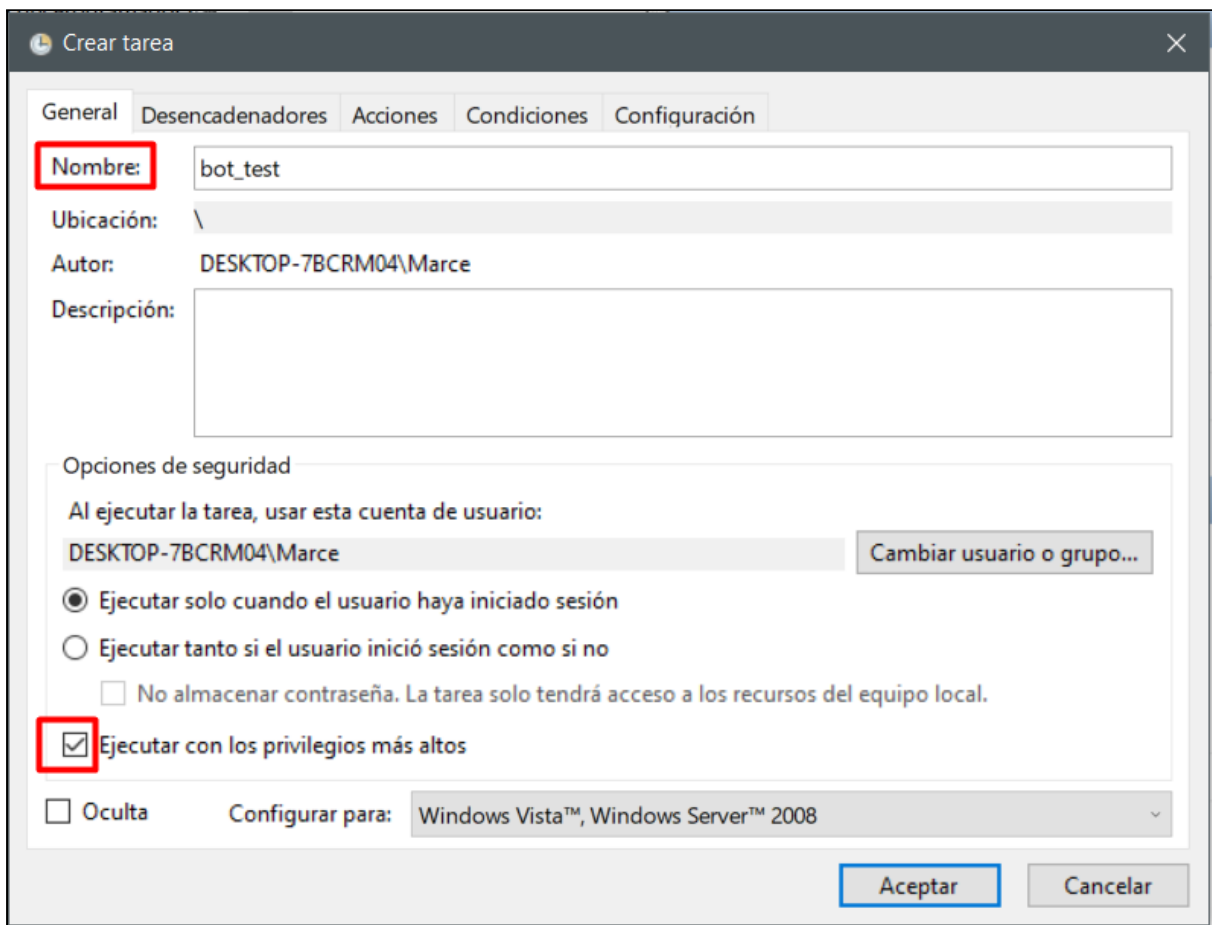 Crear tarea
General Desencadenadores Acciones Condiciones Configuración
Nombre: bot_test
Ubicación: \
Autor: DESKTOP-7BCRM04\Marce
Descripción:
Opciones de seguridad
Al ejecutar la tarea, usar esta cuenta de usuario:
DESKTOP-7BCRM04\Marce Cambiar usuario o grupo...
Ejecutar solo cuando el usuario haya iniciado sesión
Ejecutar tanto si el usuario inició sesión como si no
No almacenar contraseña. La tarea solo tendrá acceso a los recursos del equipo local.
Ejecutar con los privilegios más altos
Oculta Configurar para: Windows Vista™, Windows Server™ 2008
Aceptar Cancelar